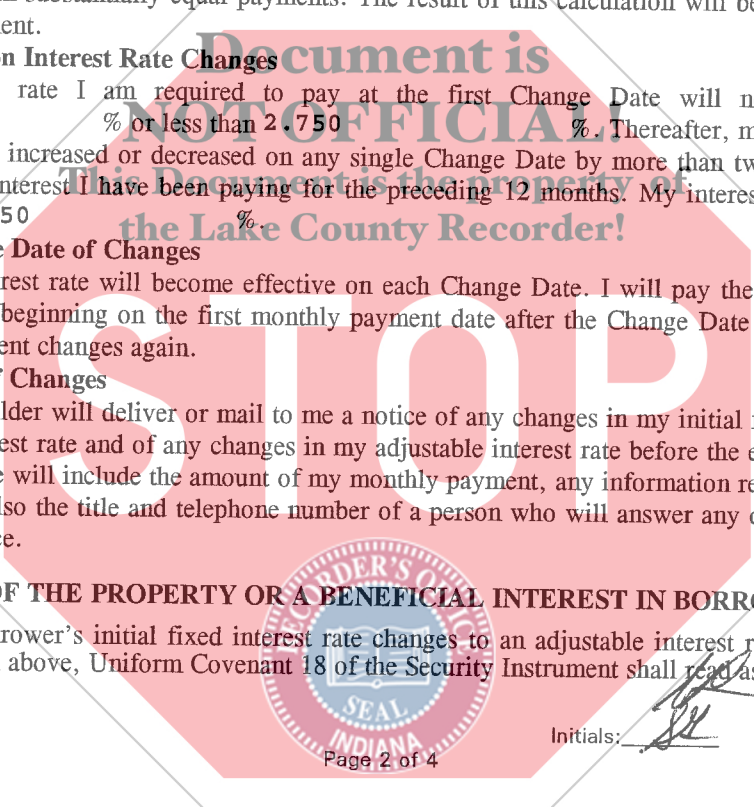 substantially equal payments. The result of this calculation will be
ent.
on Interest Rate Changes
rate I am required to pay at the first Change Date will n
% or less than 2.750 %. Thereafter, m
increased or decreased on any single Change Date by more than tw
nterest I have been paying for the preceding 12 months. My interes
50 %.
e Date of Changes
rest rate will become effective on each Change Date. I will pay the
beginning on the first monthly payment date after the Change Date
ent changes again.
f Changes
lder will deliver or mail to me a notice of any changes in my initial
est rate and of any changes in my adjustable interest rate before the e
e will include the amount of my monthly payment, any information re
lso the title and telephone number of a person who will answer any
ce.
OF THE PROPERTY OR A BENEFICIAL INTEREST IN BORRO
rower's initial fixed interest rate changes to an adjustable interest r
above, Uniform Covenant 18 of the Security Instrument shall read as
Initials:
Page 2 of 4
Document is
NOT OFFICIAL!
This Document is the property of
the Lake County Recorder!
STOP
RECORDER'S OFFICE
SEAL
INDIANA